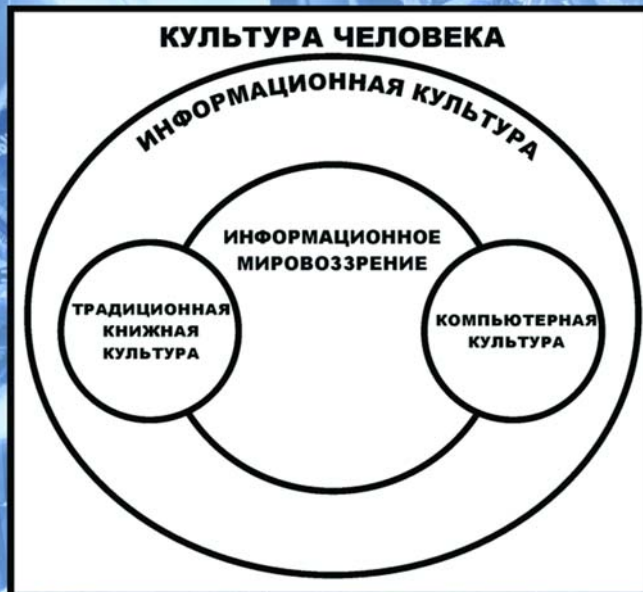 КУЛЬТУРА ЧЕЛОВЕКА
ИНФОРМАЦИОННАЯ КУЛЬТУРА
ИНФОРМАЦИОННОЕ
МИРОВОЗЗРЕНИЕ
ТРАДИЦИОННАЯ
КНИЖНАЯ
КУЛЬТУРА
КОМПЬЮТЕРНАЯ
КУЛЬТУРА